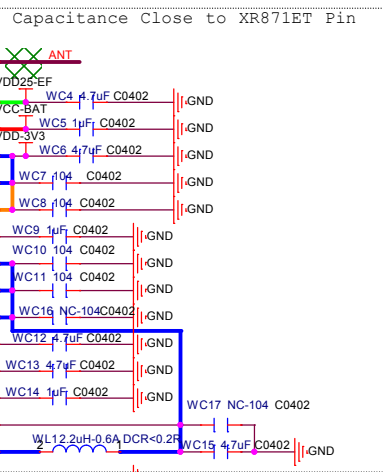 Capacitance Close to XR871ET Pin
ANT
VDD25-EF
WC4 4.7uF C0402 GND
VCC-BAT
WC5 1uF C0402 GND
VDD-3V3
WC6 4.7uF C0402 GND
WC7 104 C0402 GND
WC8 104 C0402 GND
WC9 1uF C0402 GND
WC10 104 C0402 GND
WC11 104 C0402 GND
WC16 NC-104 C0402 GND
WC12 4.7uF C0402 GND
WC13 4.7uF C0402 GND
WC14 1uF C0402 GND
WC17 NC-104 C0402
WL1 2.2uH-0.6A DCR<0.2R WC15 4.7uF C0402 GND
2 1